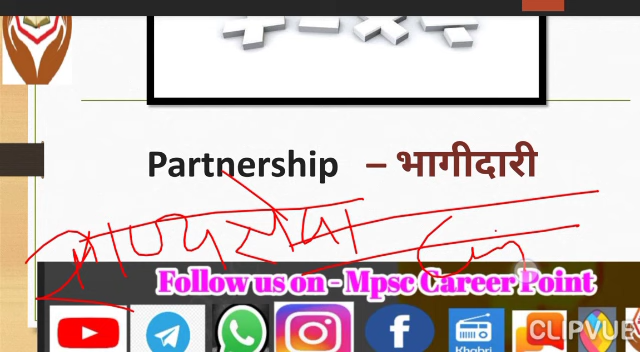 Partnership – भागीदारी
Follow us on - Mpsc Career Point
Khabri
CLIPVUE